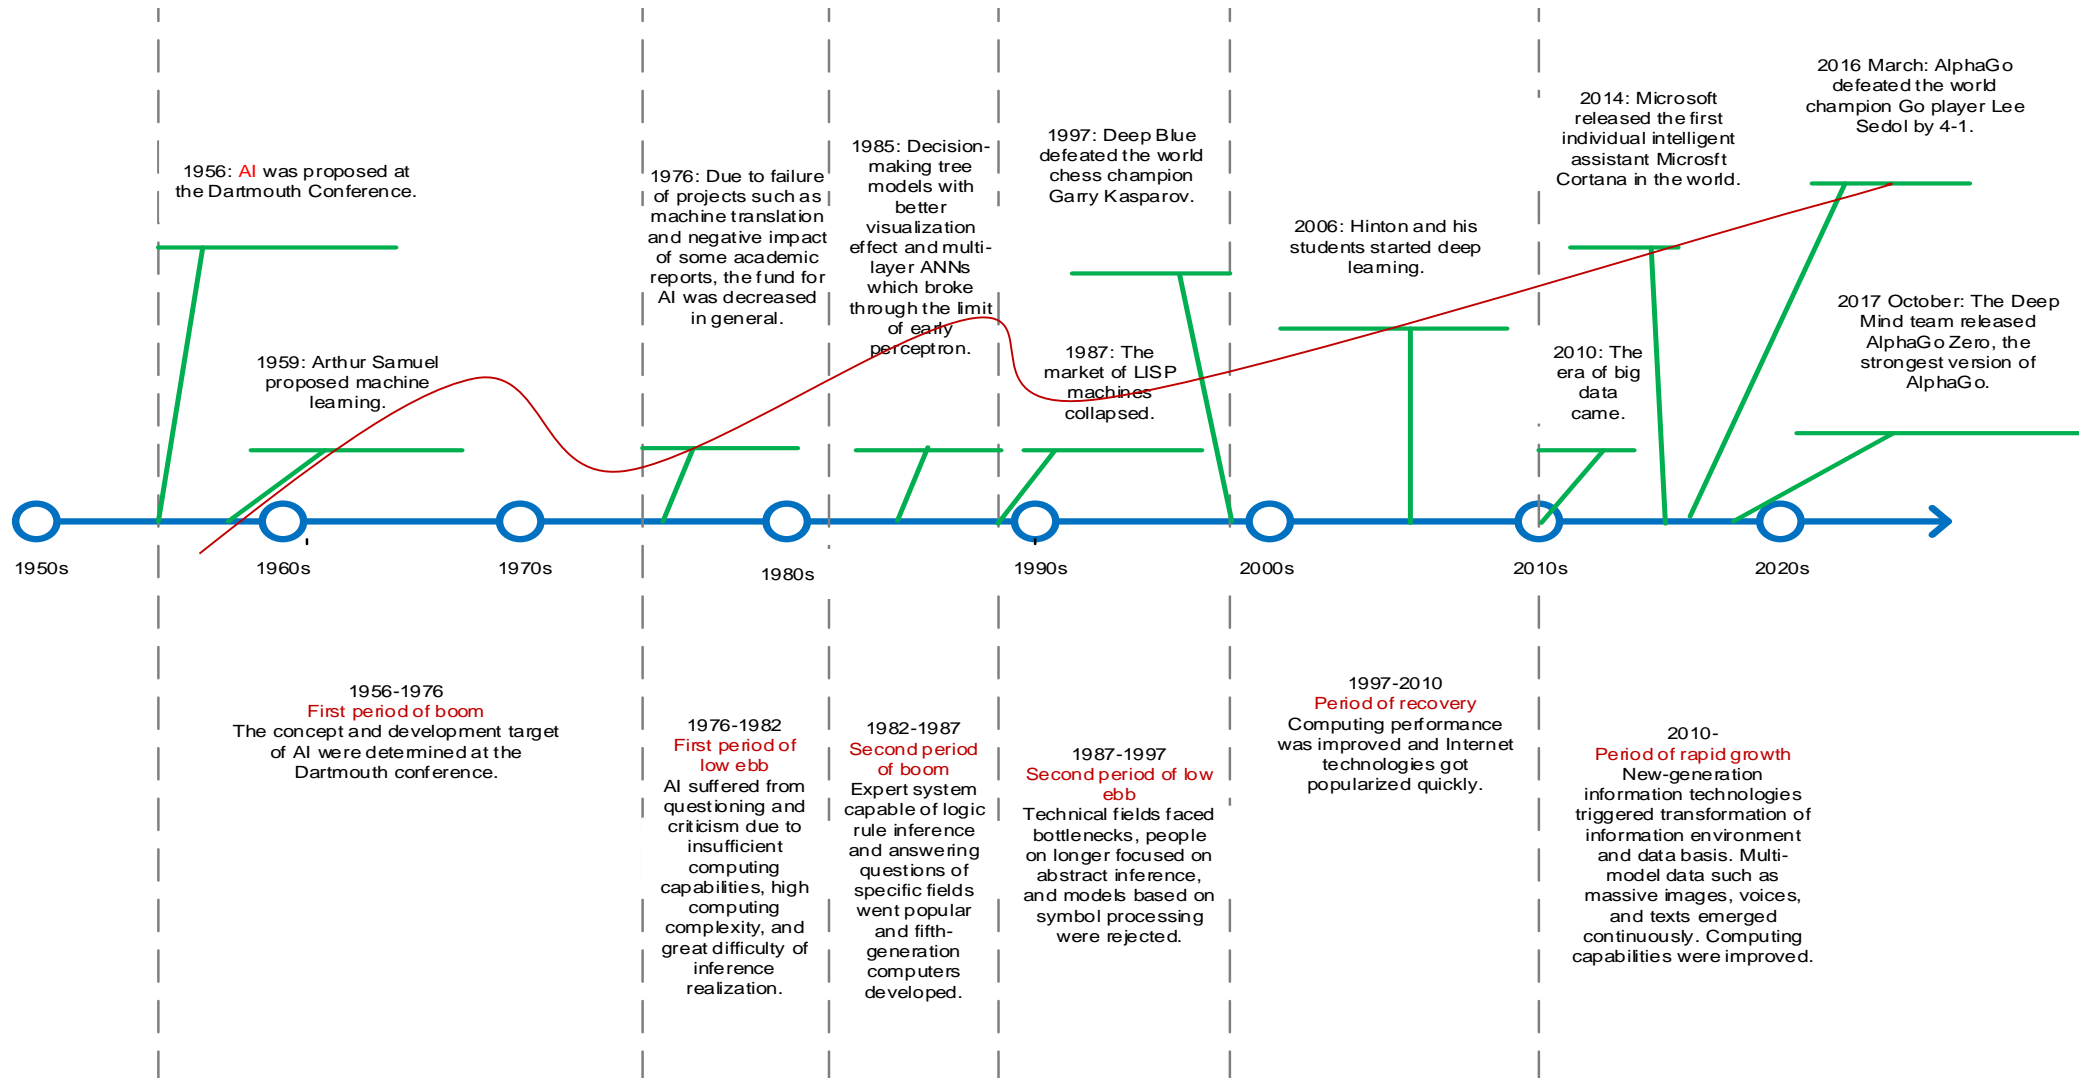 1956: AI was proposed at
the Dartmouth Conference.
1959: Arthur Samuel
proposed machine
learning.
1976: Due to failure
of projects such as
machine translation
and negative impact
of some academic
reports, the fund for
AI was decreased
in general.
1985: Decision-
making tree
models with
better
visualization
effect and multi-
layer ANNs
which broke
through the limit
of early
perceptron.
1997: Deep Blue
defeated the world
chess champion
Garry Kasparov.
1987: The
market of LISP
machines
collapsed.
2006: Hinton and his
students started deep
learning.
2014: Microsoft
released the first
individual intelligent
assistant Microsft
Cortana in the world.
2010: The
era of big
data
came.
2016 March: AlphaGo
defeated the world
champion Go player Lee
Sedol by 4-1.
2017 October: The Deep
Mind team released
AlphaGo Zero, the
strongest version of
AlphaGo.
1950s
1960s
1970s
1980s
1990s
2000s
2010s
2020s
1956-1976
First period of boom
The concept and development target
of AI were determined at the
Dartmouth conference.
1976-1982
First period of
low ebb
AI suffered from
questioning and
criticism due to
insufficient
computing
capabilities, high
computing
complexity, and
great difficulty of
inference
realization.
1982-1987
Second period
of boom
Expert system
capable of logic
rule inference
and answering
questions of
specific fields
went popular
and fifth-
generation
computers
developed.
1987-1997
Second period of low
ebb
Technical fields faced
bottlenecks, people
on longer focused on
abstract inference,
and models based on
symbol processing
were rejected.
1997-2010
Period of recovery
Computing performance
was improved and Internet
technologies got
popularized quickly.
2010-
Period of rapid growth
New-generation
information technologies
triggered transformation of
information environment
and data basis. Multi-
model data such as
massive images, voices,
and texts emerged
continuously. Computing
capabilities were improved.